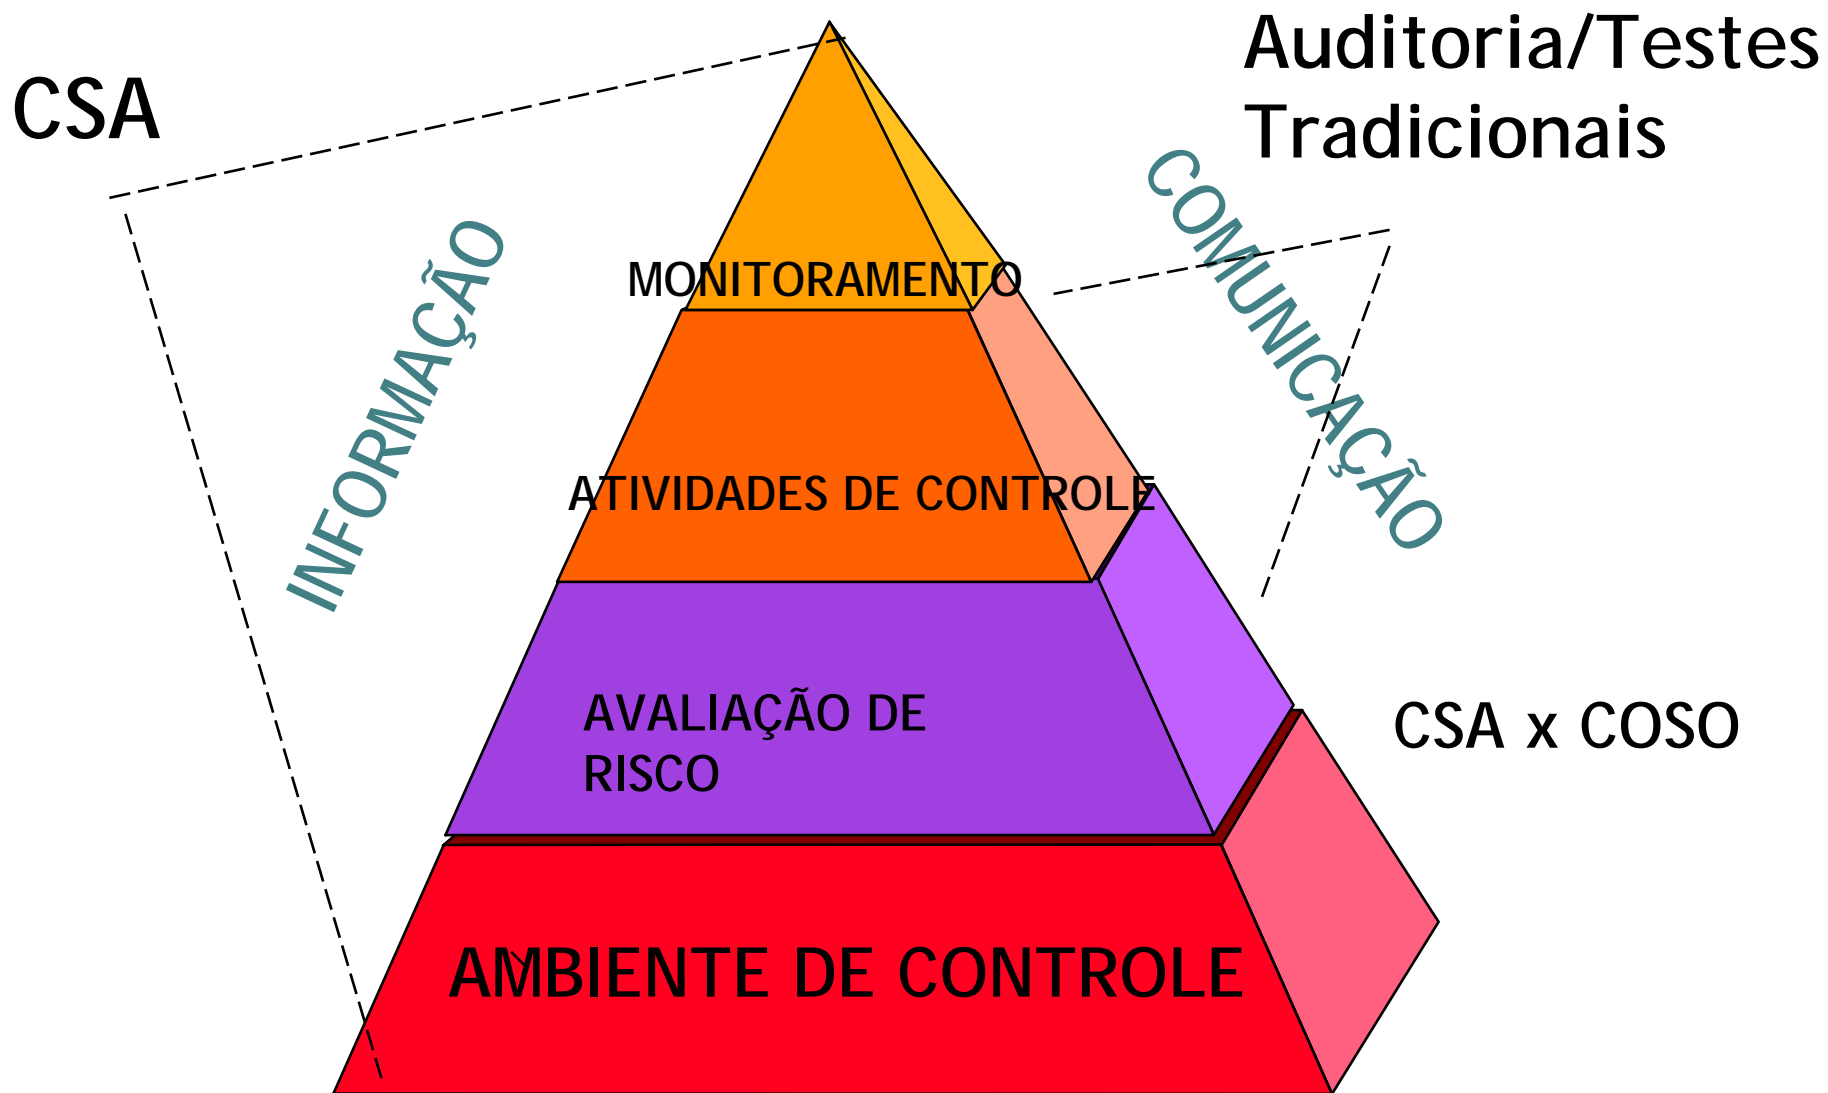 CSA
Auditoria/Testes
Tradicionais
INFORMAÇÃO
COMUNICAÇÃO
MONITORAMENTO
ATIVIDADES DE CONTROLE
AVALIAÇÃO DE
RISCO
CSA x COSO
AMBIENTE DE CONTROLE